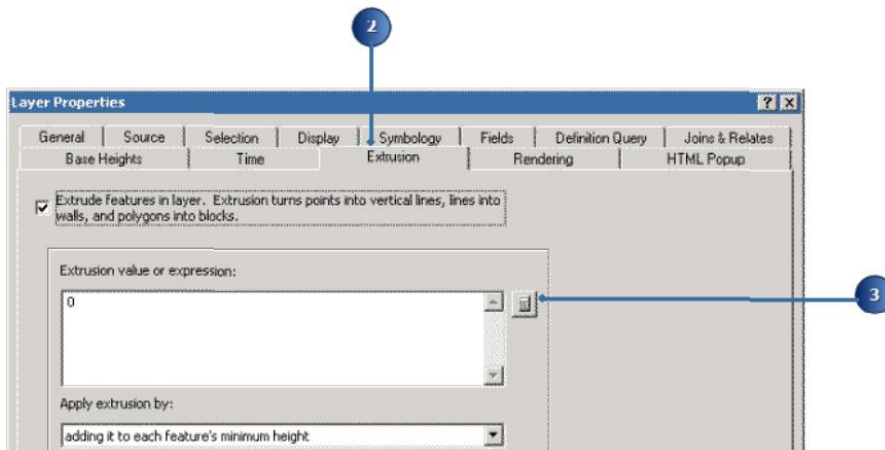 2
Layer Properties
General Source Selection Display Symbology Fields Definition Query Joins & Relates
Base Heights Time Extrusion Rendering HTML Popup
Extrude features in layer. Extrusion turns points into vertical lines, lines into
walls, and polygons into blocks.
Extrusion value or expression:
0
3
Apply extrusion by:
adding it to each feature's minimum height